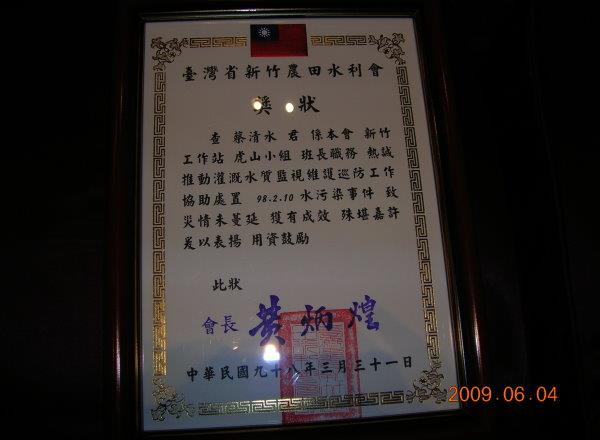 臺灣省新竹農田水利會
獎狀
查 蔡清水 君 係本會 新竹
工作站 虎山小組 班長職務 熱誠
推動灌溉水質監視維護巡防工作
協助處置 98.2.10 水污染事件 致
災情未蔓延 獲有成效 殊堪嘉許
爰以表揚 用資鼓勵
此狀
會長 黃炳煌
中華民國九十八年三月三十一日
2009.06.04